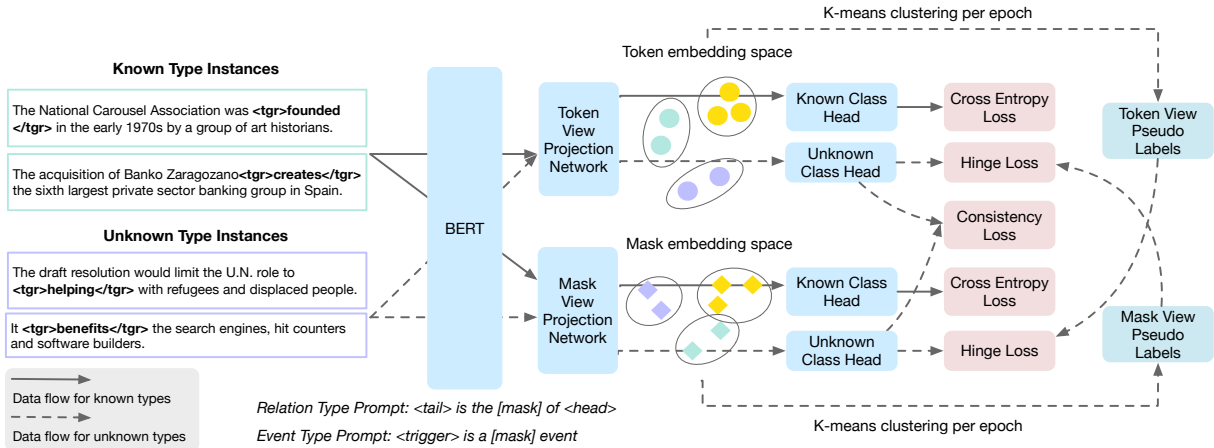 K-means clustering per epoch
Token embedding space
Known Type Instances
The National Carousel Association was <tgr>founded
</tgr> in the early 1970s by a group of art historians.
The acquisition of Banko Zaragozano<tgr>creates</tgr>
the sixth largest private sector banking group in Spain.
Unknown Type Instances
The draft resolution would limit the U.N. role to
<tgr>helping</tgr> with refugees and displaced people.
It <tgr>benefits</tgr> the search engines, hit counters
and software builders.
Data flow for known types
Data flow for unknown types
BERT
Token
View
Projection
Network
Mask
View
Projection
Network
Known Class
Head
Unknown
Class Head
Cross Entropy
Loss
Hinge Loss
Consistency
Loss
Mask embedding space
Known Class
Head
Unknown
Class Head
Cross Entropy
Loss
Hinge Loss
Token View
Pseudo
Labels
Mask View
Pseudo
Labels
Relation Type Prompt: <tail> is the [mask] of <head>
Event Type Prompt: <trigger> is a [mask] event
K-means clustering per epoch